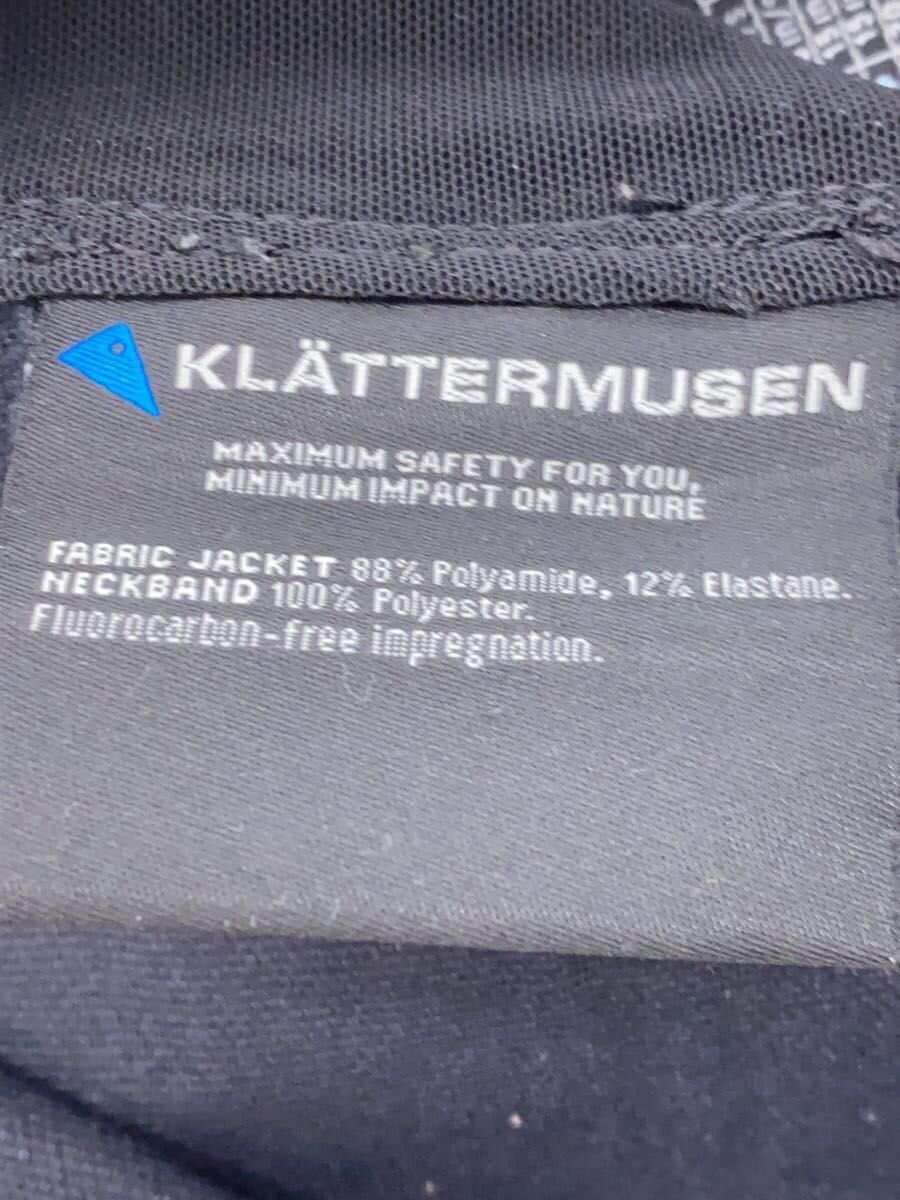 KLÄTTERMUSEN
MAXIMUM SAFETY FOR YOU,
MINIMUM IMPACT ON NATURE
FABRIC JACKET 88% Polyamide, 12% Elastane.
NECKBAND 100% Polyester.
Fluorocarbon-free impregnation.